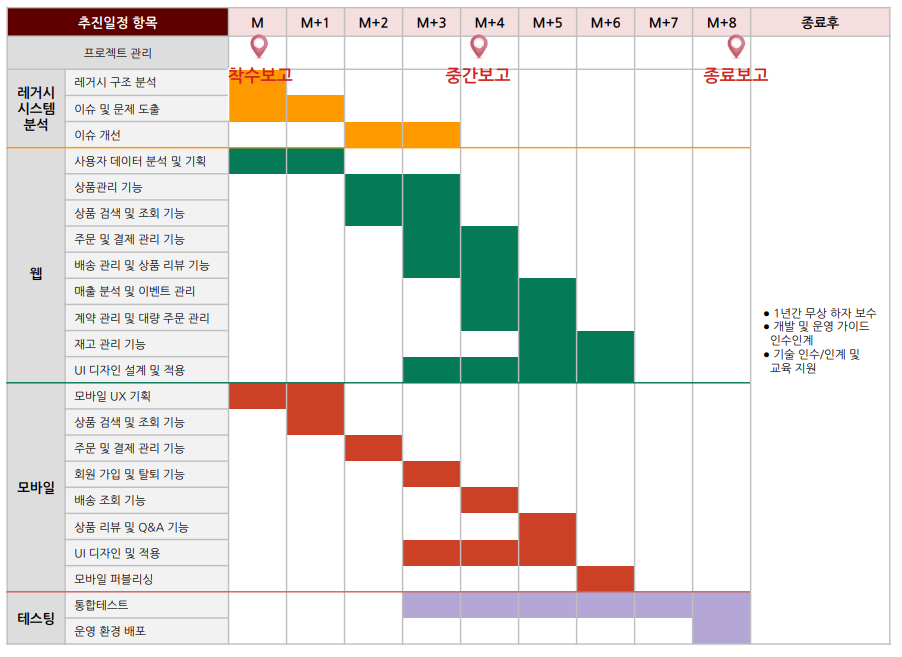 추진일정 항목 M M+1 M+2 M+3 M+4 M+5 M+6 M+7 M+8 종료후
프로젝트 관리
착수보고 중간보고 종료보고
레거시
시스템
분석
레거시 구조 분석
이슈 및 문제 도출
이슈 개선
웹
사용자 데이터 분석 및 기획
상품관리 기능
상품 검색 및 조회 기능
주문 및 결제 관리 기능
배송 관리 및 상품 리뷰 기능
매출 분석 및 이벤트 관리
계약 관리 및 대량 주문 관리
재고 관리 기능
UI 디자인 설계 및 적용
모바일
모바일 UX 기획
상품 검색 및 조회 기능
주문 및 결제 관리 기능
회원 가입 및 탈퇴 기능
배송 조회 기능
상품 리뷰 및 Q&A 기능
UI 디자인 및 적용
모바일 퍼블리싱
테스팅
통합테스트
운영 환경 배포
● 1년간 무상 하자 보수
● 개발 및 운영 가이드
인수인계
● 기술 인수/인계 및
교육 지원